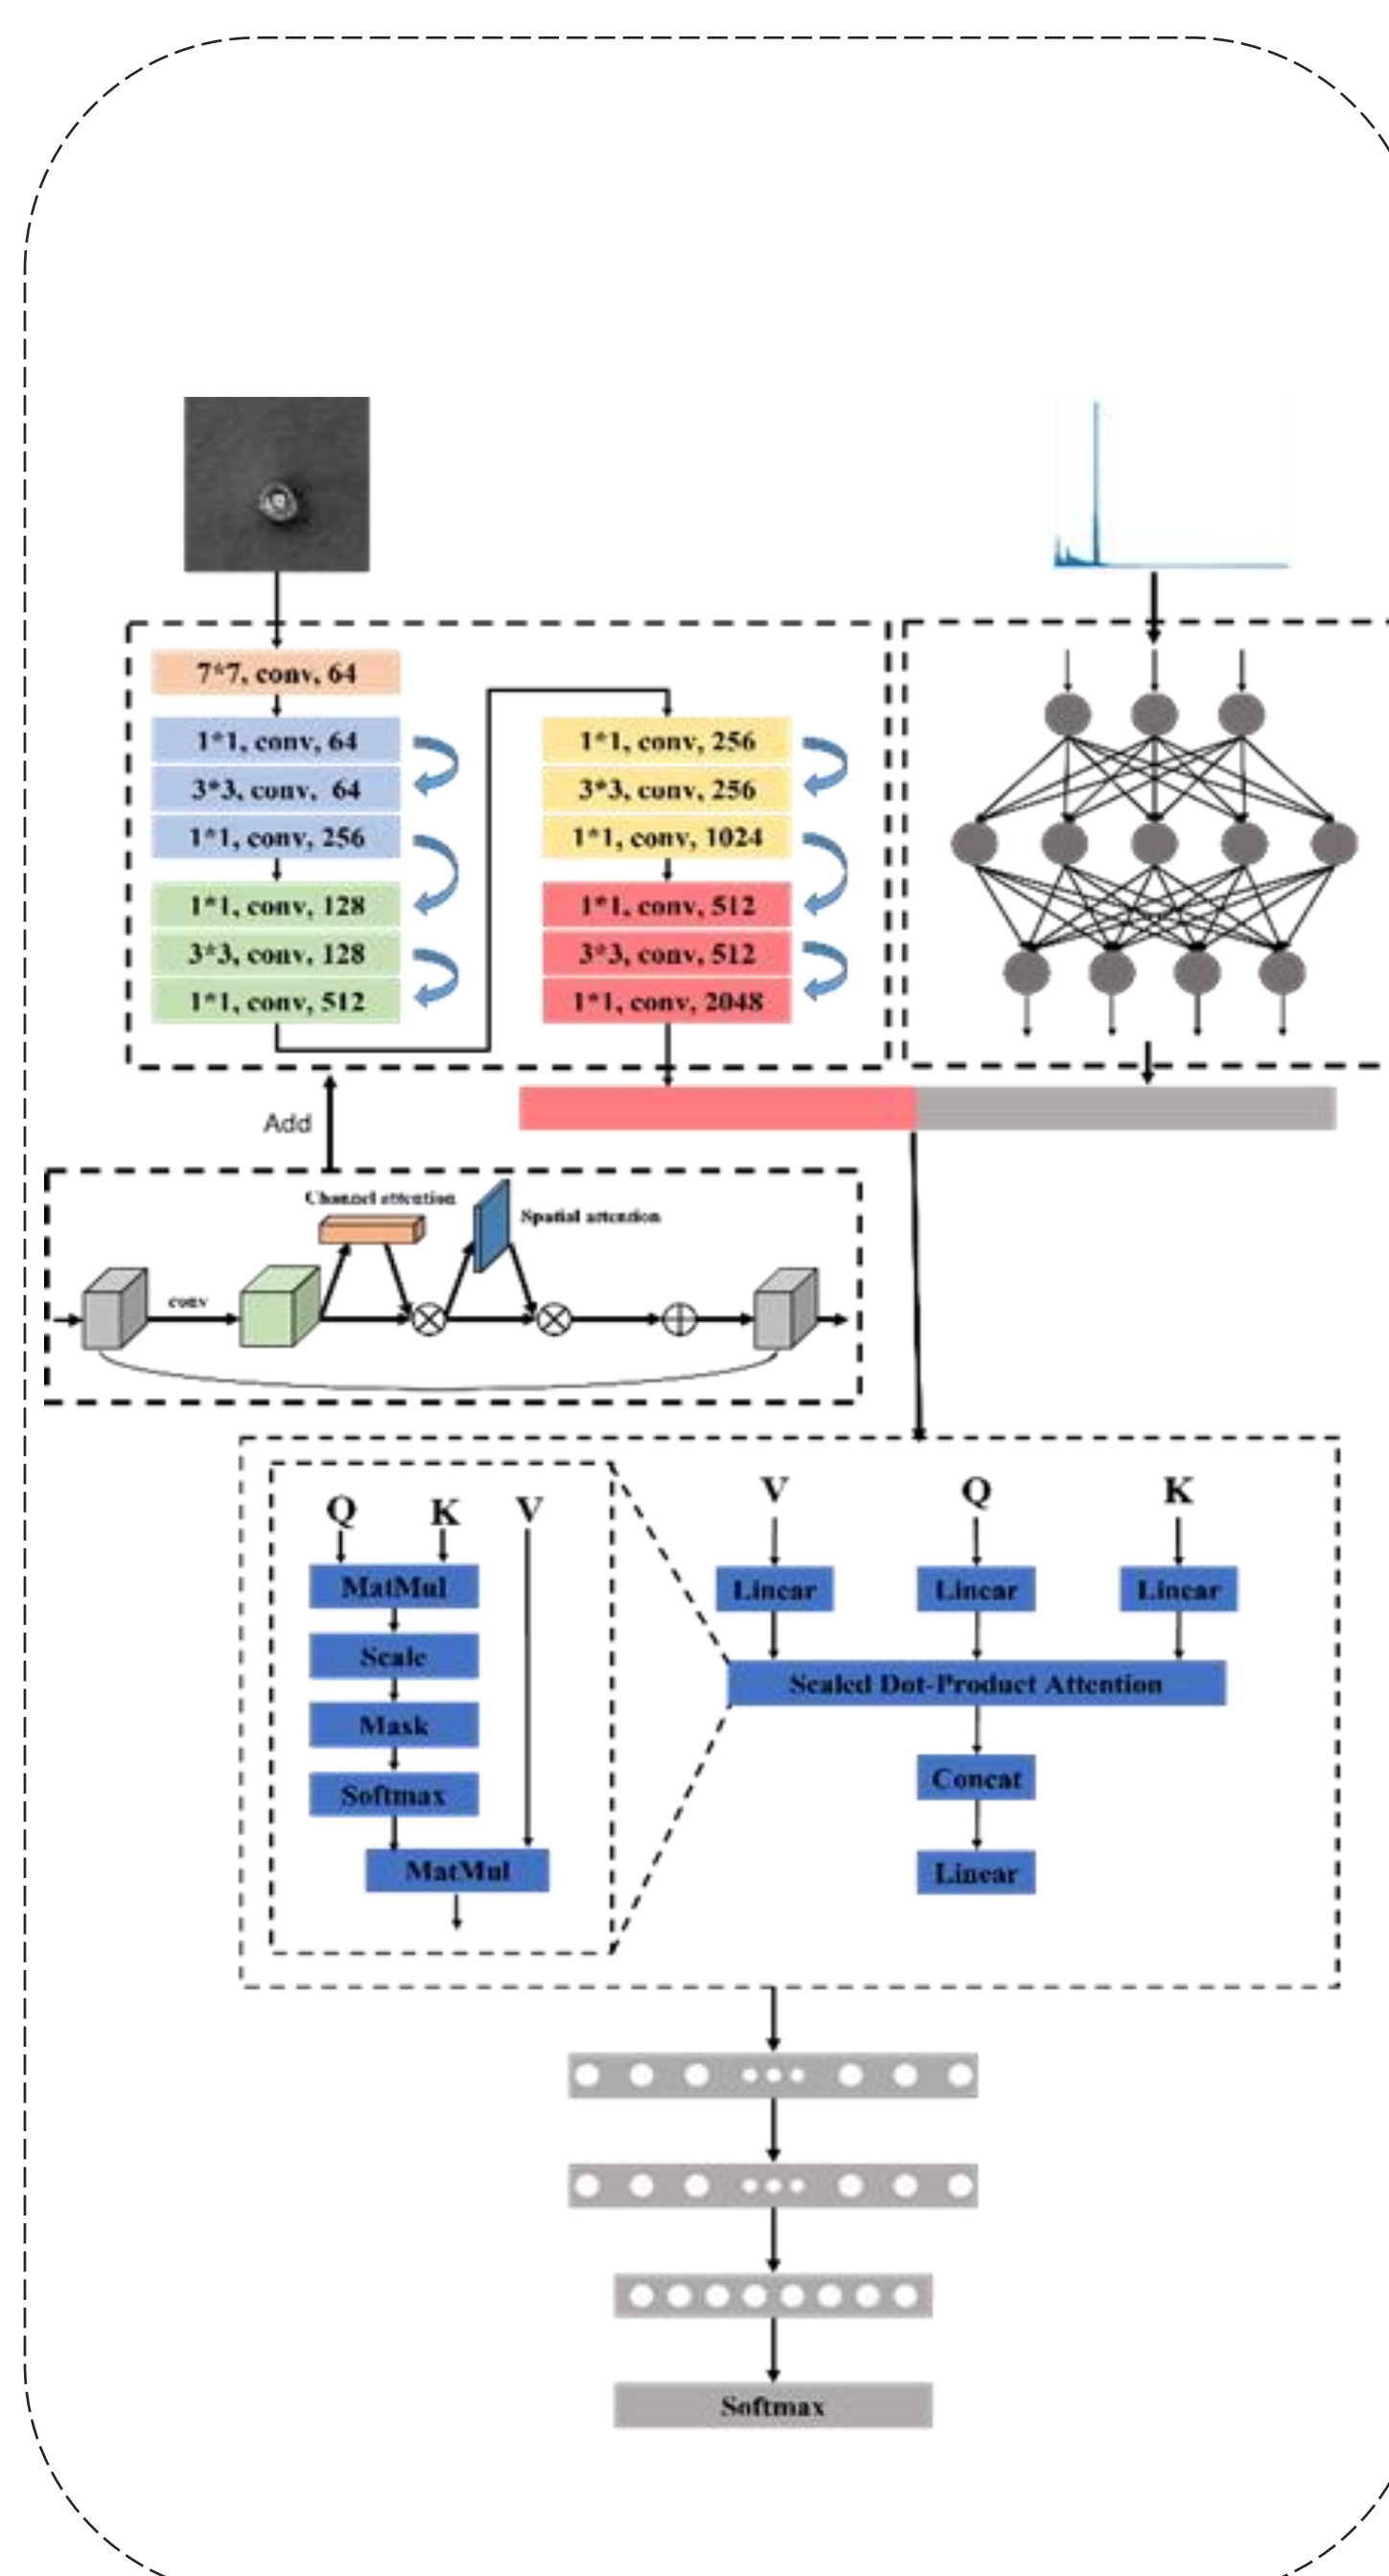 7*7, conv, 64
1*1, conv, 64
3*3, conv, 64
1*1, conv, 256
1*1, conv, 128
3*3, conv, 128
1*1, conv, 512
1*1, conv, 256
3*3, conv, 256
1*1, conv, 1024
1*1, conv, 512
3*3, conv, 512
1*1, conv, 2048
Add
Channel attention
Spatial attention
conv
Q K V
MatMul
Scale
Mask
Softmax
MatMul
V Q K
Linear Linear Linear
Scaled Dot-Product Attention
Concat
Linear
Softmax